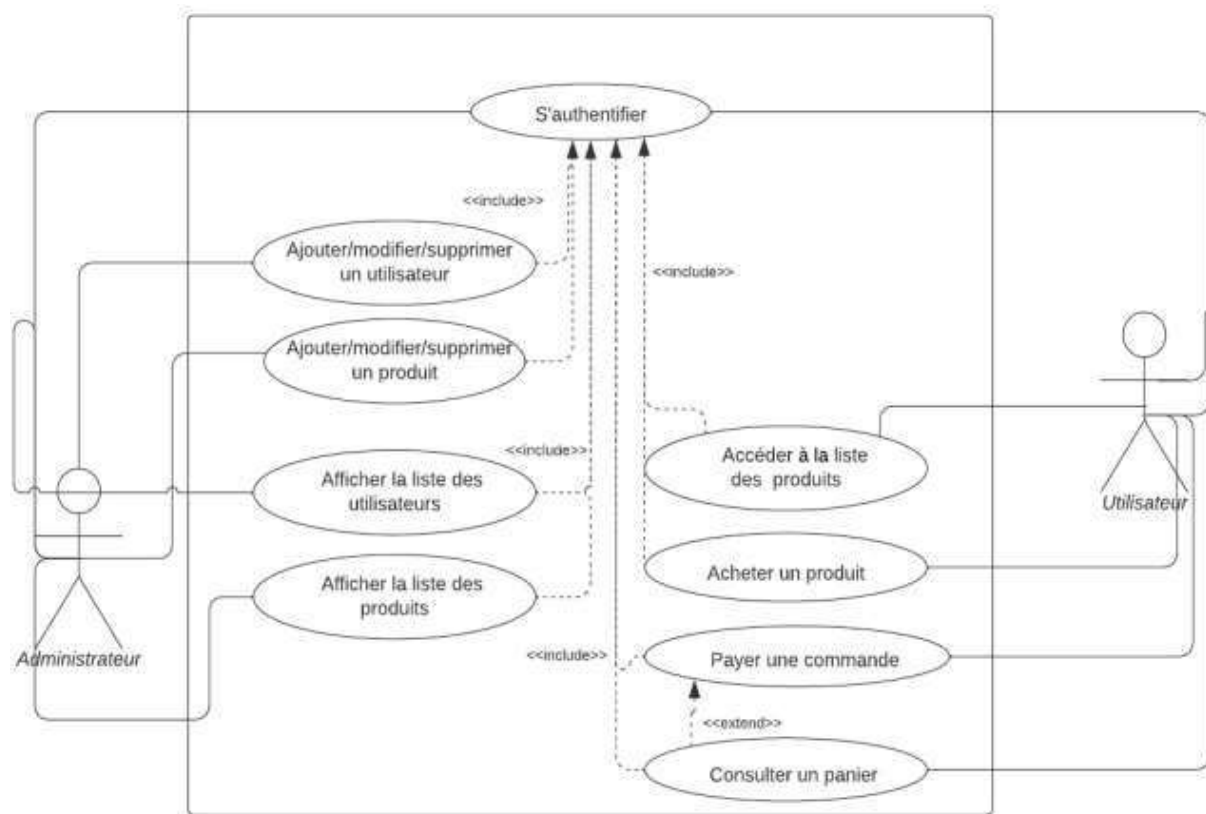 S'authentifier
<<include>>
Ajouter/modifier/supprimer
un utilisateur
<<include>>
Ajouter/modifier/supprimer
un produit
<<include>>
Accéder à la liste
des produits
Afficher la liste des
utilisateurs
Utilisateur
Acheter un produit
Afficher la liste des
produits
Administrateur
<<include>>
Payer une commande
<<extend>>
Consulter un panier